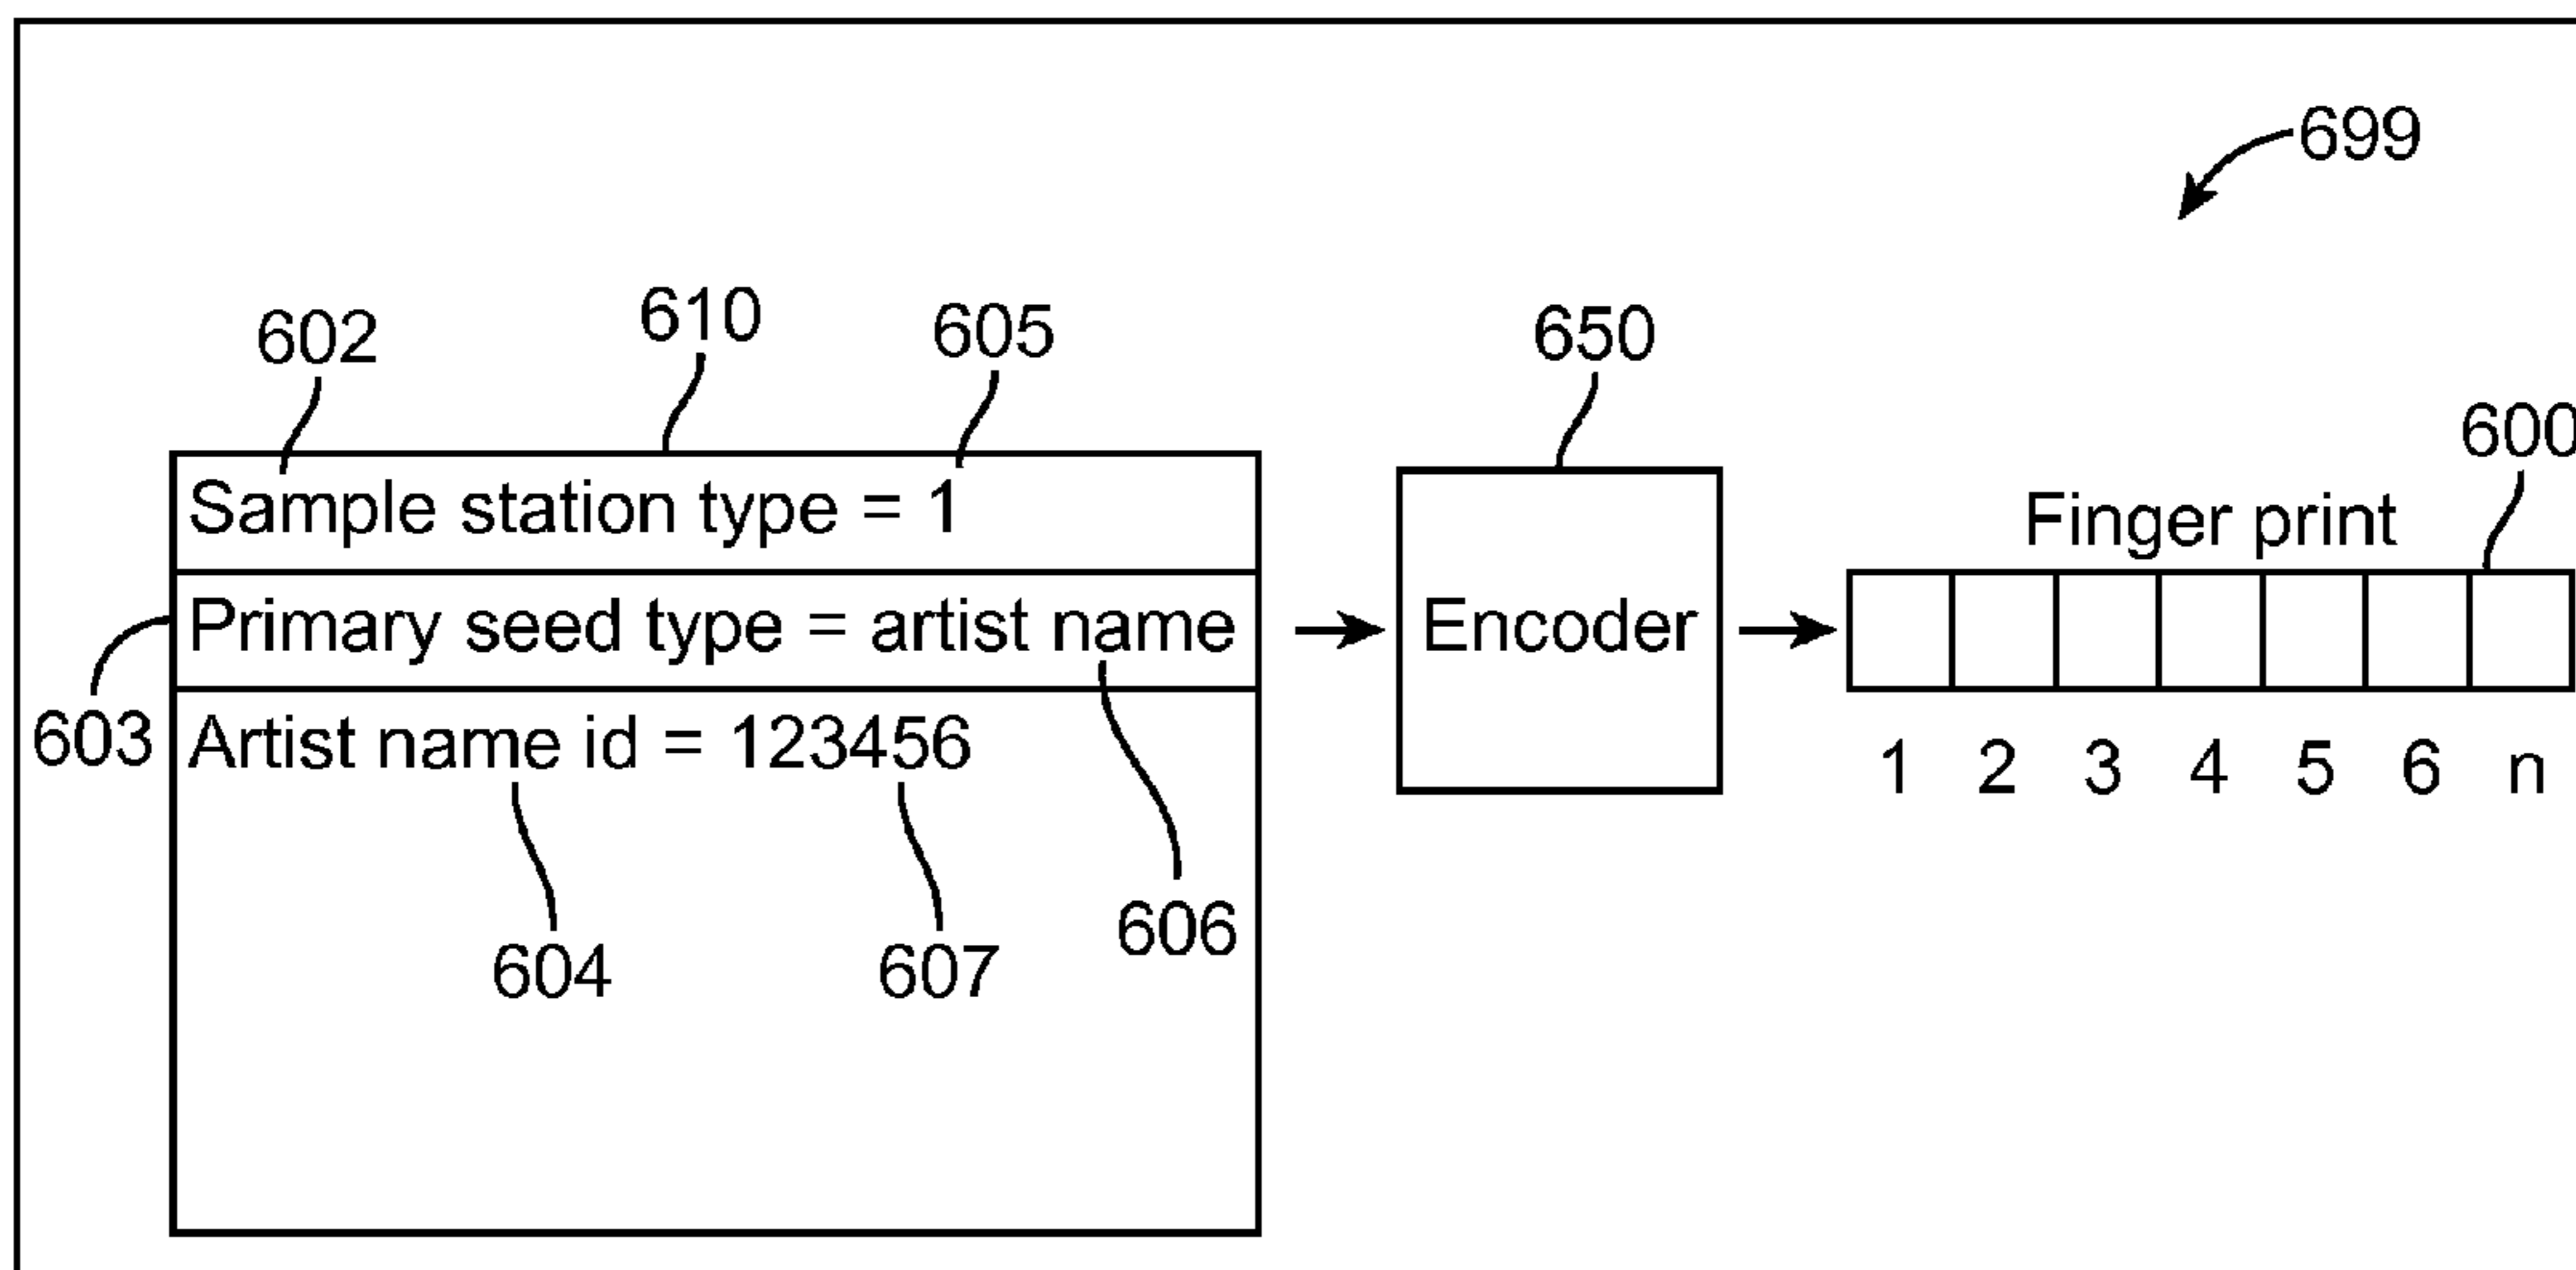 699
602
610
605
650
600
Sample station type = 1
Finger print
Primary seed type = artist name
Encoder
603
Artist name id = 123456
1 2 3 4 5 6 n
606
604
607